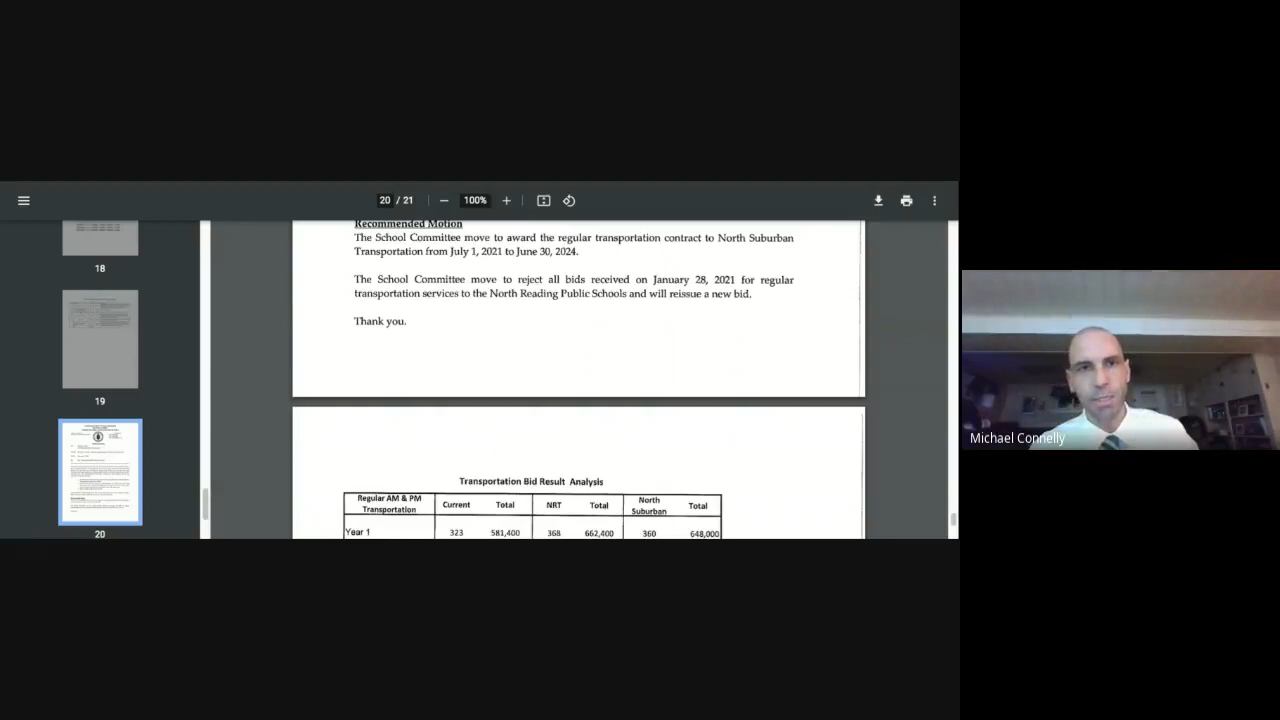 20 / 21
100%
18
19
20
Recommended Motion
The School Committee move to award the regular transportation contract to North Suburban
Transportation from July 1, 2021 to June 30, 2024.
The School Committee move to reject all bids received on January 28, 2021 for regular
transportation services to the North Reading Public Schools and will reissue a new bid.
Thank you.
Transportation Bid Result Analysis
Regular AM & PM Transportation Current Total NRT Total North Suburban Total
Year 1 323 581,400 368 662,400 360 648,000
Michael Connelly